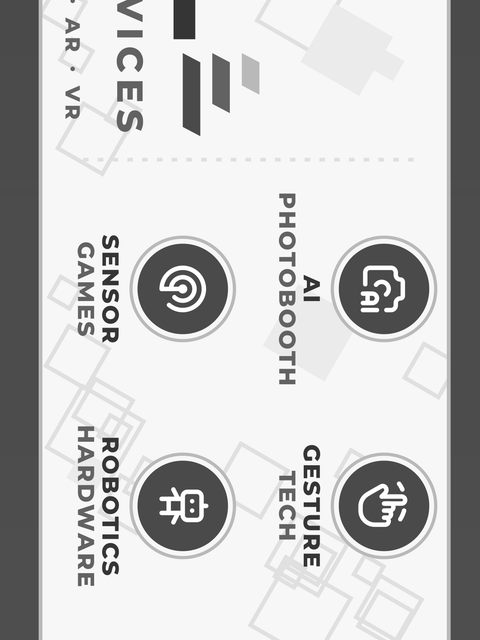 VICES
· AR · VR
AI
PHOTOBOOTH
GESTURE
TECH
SENSOR
GAMES
ROBOTICS
HARDWARE